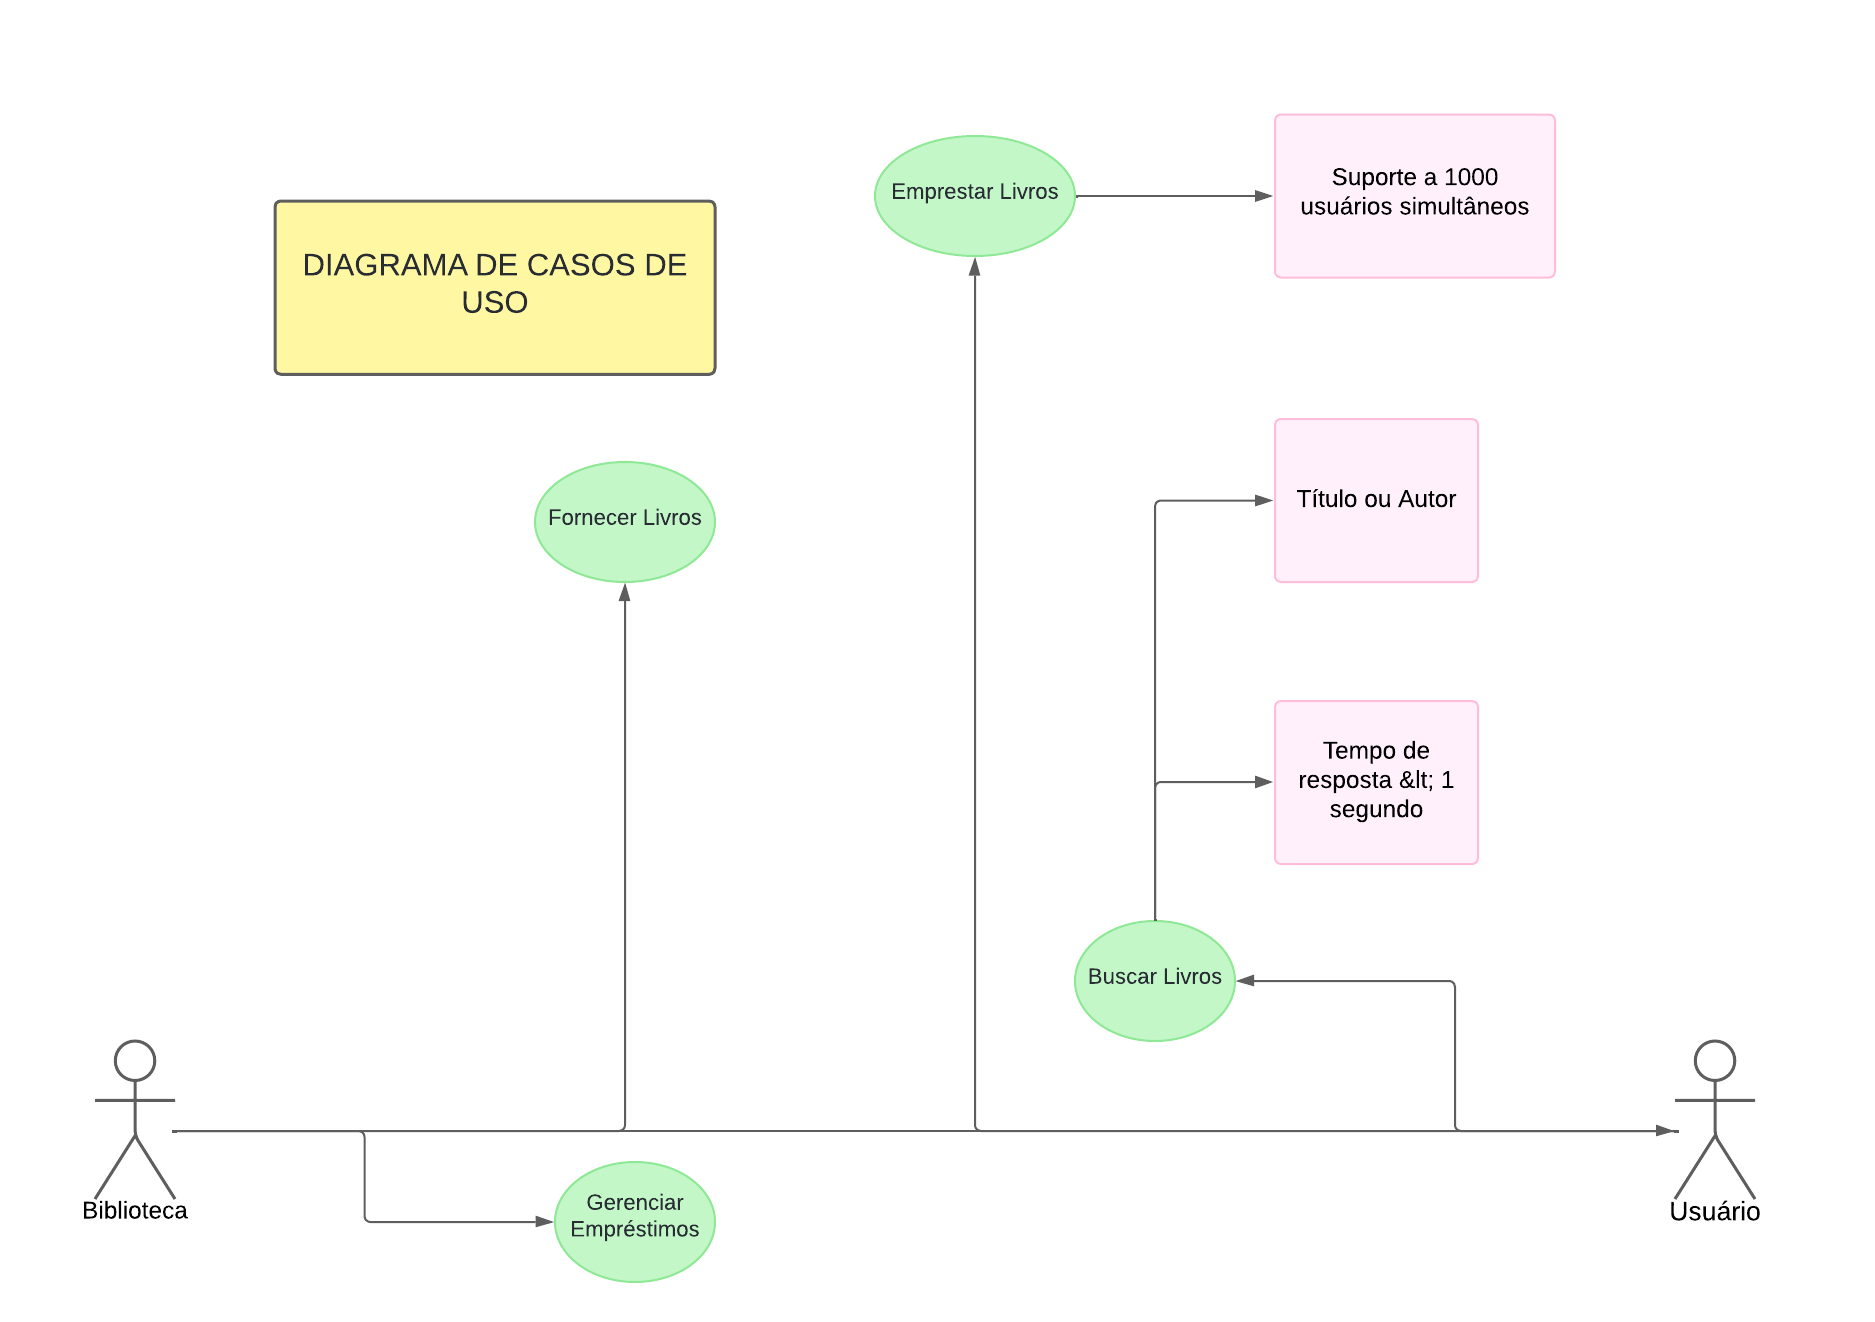 Emprestar Livros
Suporte a 1000
usuários simultâneos
DIAGRAMA DE CASOS DE
USO
Fornecer Livros
Título ou Autor
Tempo de
resposta &lt; 1
segundo
Buscar Livros
Biblioteca
Gerenciar
Empréstimos
Usuário